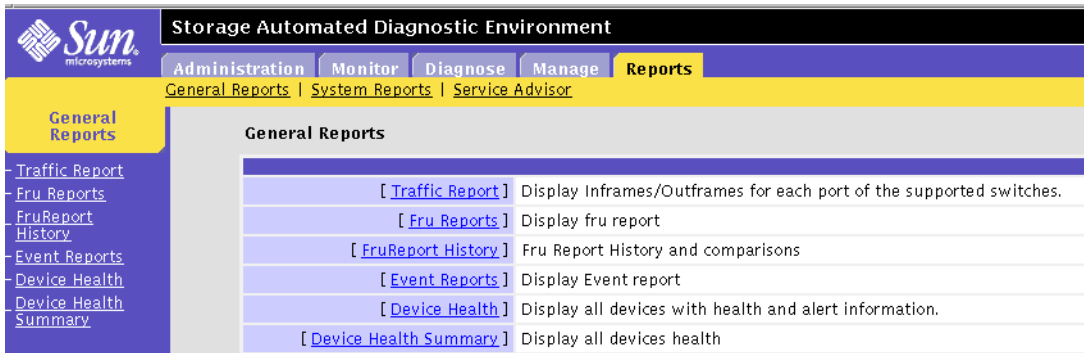 Sun
microsystems
Storage Automated Diagnostic Environment
Administration Monitor Diagnose Manage Reports
General Reports | System Reports | Service Advisor
General
Reports
- Traffic Report
- Fru Reports
- FruReport
History
- Event Reports
- Device Health
- Device Health
Summary
General Reports
[ Traffic Report ] Display Inframes/Outframes for each port of the supported switches.
[ Fru Reports ] Display fru report
[ FruReport History ] Fru Report History and comparisons
[ Event Reports ] Display Event report
[ Device Health ] Display all devices with health and alert information.
[ Device Health Summary ] Display all devices health